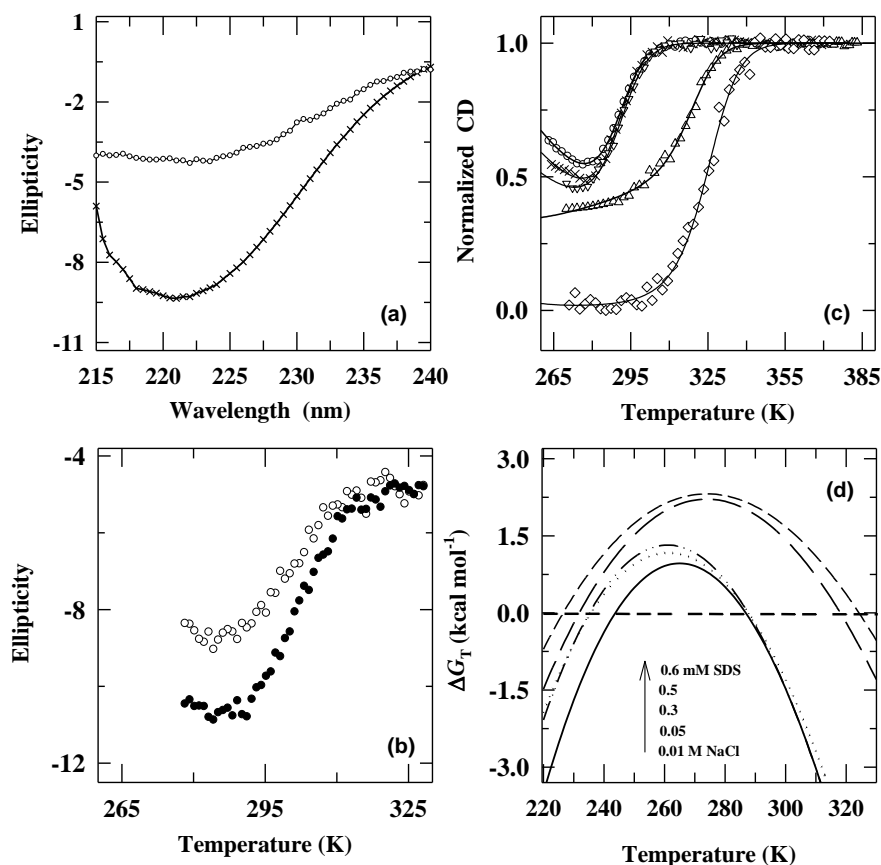 1
-2
-5
-8
-11
Ellipticity
(a)
215 220 225 230 235 240
Wavelength (nm)
1.0
0.5
0.0
Normalized CD
(c)
265 295 325 355 385
Temperature (K)
-4
-8
-12
Ellipticity
(b)
265 295 325
Temperature (K)
3.0
1.5
0.0
-1.5
-3.0
ΔG_T (kcal mol⁻¹)
(d)
0.6 mM SDS
0.5
0.3
0.05
0.01 M NaCl
220 240 260 280 300 320
Temperature (K)